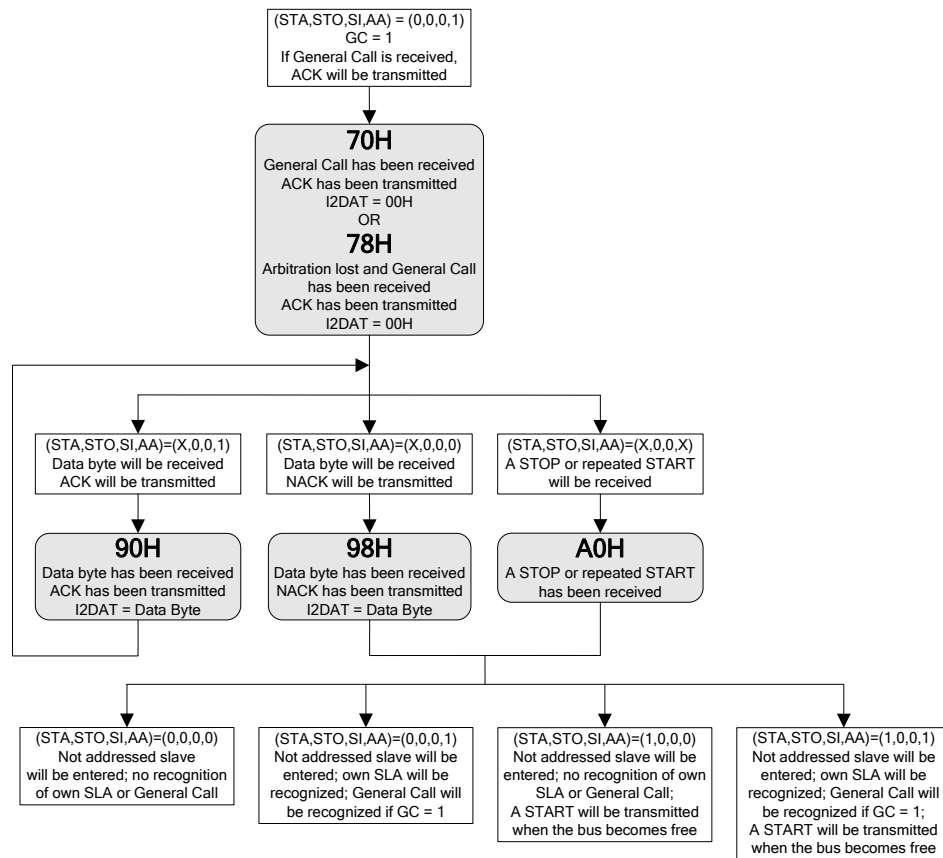 (STA,STO,SI,AA) = (0,0,0,1)
GC = 1
If General Call is received,
ACK will be transmitted
70H
General Call has been received
ACK has been transmitted
I2DAT = 00H
OR
78H
Arbitration lost and General Call
has been received
ACK has been transmitted
I2DAT = 00H
(STA,STO,SI,AA)=(X,0,0,1)
Data byte will be received
ACK will be transmitted
(STA,STO,SI,AA)=(X,0,0,0)
Data byte will be received
NACK will be transmitted
(STA,STO,SI,AA)=(X,0,0,X)
A STOP or repeated START
will be received
90H
Data byte has been received
ACK has been transmitted
I2DAT = Data Byte
98H
Data byte has been received
NACK has been transmitted
I2DAT = Data Byte
A0H
A STOP or repeated START
has been received
(STA,STO,SI,AA)=(0,0,0,0)
Not addressed slave
will be entered; no recognition
of own SLA or General Call
(STA,STO,SI,AA)=(0,0,0,1)
Not addressed slave will be
entered; own SLA will be
recognized; General Call will
be recognized if GC = 1
(STA,STO,SI,AA)=(1,0,0,0)
Not addressed slave will be
entered; no recognition of own
SLA or General Call;
A START will be transmitted
when the bus becomes free
(STA,STO,SI,AA)=(1,0,0,1)
Not addressed slave will be
entered; own SLA will be
recognized; General Call will
be recognized if GC = 1;
A START will be transmitted
when the bus becomes free